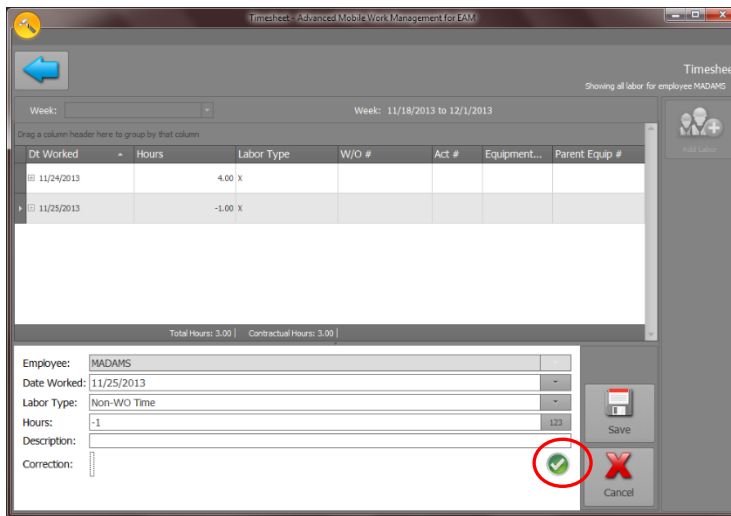 Timesheet - Advanced Mobile Work Management for EAM
Timeshee
Showing all labor for employee MADAMS
Week:
Week: 11/18/2013 to 12/1/2013
Add Labor
Drag a column header here to group by that column
Dt Worked Hours Labor Type W/O # Act # Equipment... Parent Equip #
11/24/2013 4.00 X
11/25/2013 -1.00 X
Total Hours: 3.00 | Contractual Hours: 3.00 |
Employee: MADAMS
Date Worked: 11/25/2013
Labor Type: Non-WO Time
Hours: -1 123
Description:
Correction:
Save
Cancel